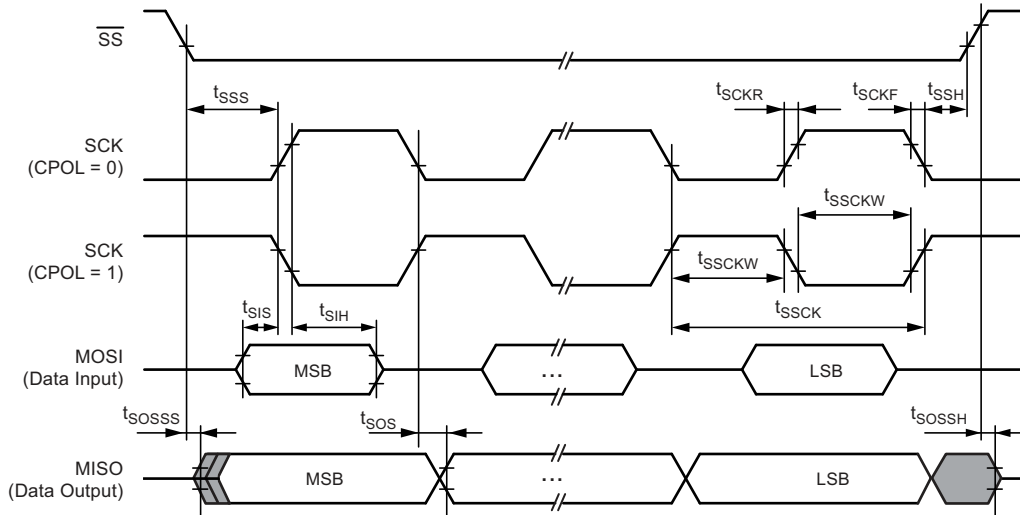 SS
tSSS
tSCKR
tSCKF
tSSH
SCK
(CPOL = 0)
tSSCKW
SCK
(CPOL = 1)
tSSCKW
tSIS
tSIH
tSSCK
MOSI
(Data Input)
MSB
...
LSB
tSOSSS
tSOS
tSOSSH
MISO
(Data Output)
MSB
...
LSB